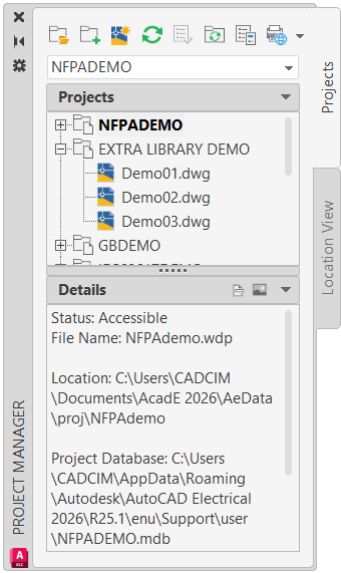 NFPADEMO
Projects
NFPADEMO
EXTRA LIBRARY DEMO
Demo01.dwg
Demo02.dwg
Demo03.dwg
GBDEMO
Details
Status: Accessible
File Name: NFPAdemo.wdp
Location: C:\Users\CADCIM
\Documents\AcadE 2026\AeData
\proj\NFPAdemo
Project Database: C:\Users
\CADCIM\AppData\Roaming
\Autodesk\AutoCAD Electrical
2026\R25.1\enu\Support\user
\NFPADEMO.mdb
Projects
Location View
PROJECT MANAGER
A
ELC